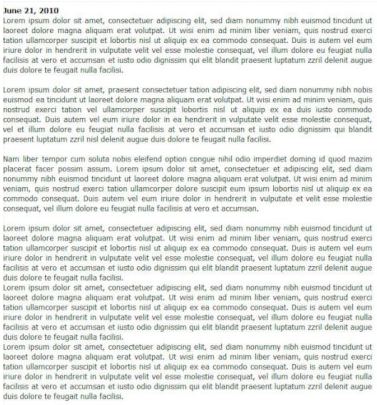 June 21, 2010
Lorem ipsum dolor sit amet, consectetuer adipiscing elit, sed diam nonummy nibh euismod tincidunt ut
laoreet dolore magna aliquam erat volutpat. Ut wisi enim ad minim liber veniam, quis nostrud exerci
tation ullamcorper suscipit et lobortis nisl ut aliquip ex ea commodo consequat. Duis is autem vel eum
iriure dolor in hendrerit in vulputate velit vel esse molestie consequat, vel illum dolore eu feugiat nulla
facilisis at vero et accumsan et iusto odio dignissim qui elit blandit praesent luptatum zzril delenit augue
duis dolore te feugait nulla facilisi.
Lorem ipsum dolor sit amet, praesent consectetuer tation adipiscing elit, sed diam nonummy nibh nobis
euismod ea tincidunt ut laoreet dolore magna aliquam erat volutpat. Ut wisi enim ad minim veniam, quis
nostrud exerci tation vel ullamcorper suscipit lobortis nisl ut aliquip ex ea duis iusto commodo
consequat. Duis autem vel eum iriure dolor in ea hendrerit in vulputate velit esse molestie consequat,
vel et illum dolore eu feugiat nulla facilisis at vero et accumsan et iusto odio dignissim qui blandit
praesent luptatum zzril nisl delenit augue duis dolore te feugait nulla facilisi.
Nam liber tempor cum soluta nobis eleifend option congue nihil odio imperdiet doming id quod mazim
placerat facer possim assum. Lorem ipsum dolor sit amet, consectetuer et adipiscing elit, sed diam
nonummy nibh euismod tincidunt ut laoreet dolore magna aliquam erat volutpat. Ut wisi enim ad minim
veniam, quis nostrud exerci tation ullamcorper dolore suscipit eum ipsum lobortis nisl ut aliquip ex ea
commodo consequat. Duis autem vel eum iriure dolor in hendrerit in vulputate et velit esse molestie
consequat, vel illum dolore eu feugiat nulla facilisis at vero et accumsan.
Lorem ipsum dolor sit amet, consectetuer adipiscing elit, sed diam nonummy nibh euismod tincidunt ut
laoreet dolore magna aliquam erat volutpat. Ut wisi enim ad minim liber veniam, quis nostrud exerci
tation ullamcorper suscipit et lobortis nisl ut aliquip ex ea commodo consequat. Duis is autem vel eum
iriure dolor in hendrerit in vulputate velit vel esse molestie consequat, vel illum dolore eu feugiat nulla
facilisis at vero et accumsan et iusto odio dignissim qui elit blandit praesent luptatum zzril delenit augue
duis dolore te feugait nulla facilisi.
Lorem ipsum dolor sit amet, consectetuer adipiscing elit, sed diam nonummy nibh euismod tincidunt ut
laoreet dolore magna aliquam erat volutpat. Ut wisi enim ad minim liber veniam, quis nostrud exerci
tation ullamcorper suscipit et lobortis nisl ut aliquip ex ea commodo consequat. Duis is autem vel eum
iriure dolor in hendrerit in vulputate velit vel esse molestie consequat, vel illum dolore eu feugiat nulla
facilisis at vero et accumsan et iusto odio dignissim qui elit blandit praesent luptatum zzril delenit augue
duis dolore te feugait nulla facilisi.
Lorem ipsum dolor sit amet, consectetuer adipiscing elit, sed diam nonummy nibh euismod tincidunt ut
laoreet dolore magna aliquam erat volutpat. Ut wisi enim ad minim liber veniam, quis nostrud exerci
tation ullamcorper suscipit et lobortis nisl ut aliquip ex ea commodo consequat. Duis is autem vel eum
iriure dolor in hendrerit in vulputate velit vel esse molestie consequat, vel illum dolore eu feugiat nulla
facilisis at vero et accumsan et iusto odio dignissim qui elit blandit praesent luptatum zzril delenit augue
duis dolore te feugait nulla facilisi.